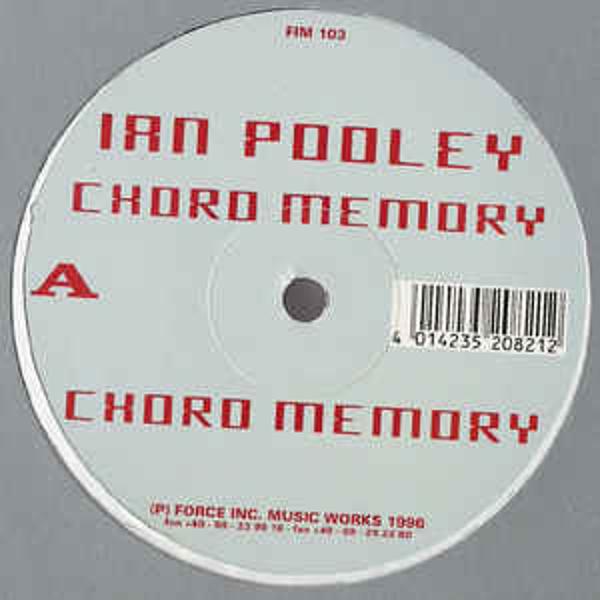 FIM 103
IAN POOLEY
CHORD MEMORY
A
4 014235 208212
CHORD MEMORY
(P) FORCE INC. MUSIC WORKS 1996